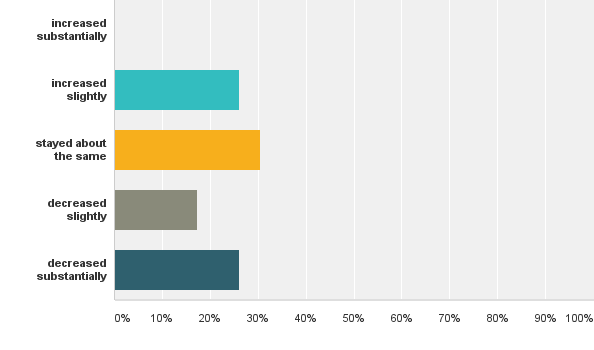 increased
substantially
increased
slightly
stayed about
the same
decreased
slightly
decreased
substantially
0% 10% 20% 30% 40% 50% 60% 70% 80% 90% 100%